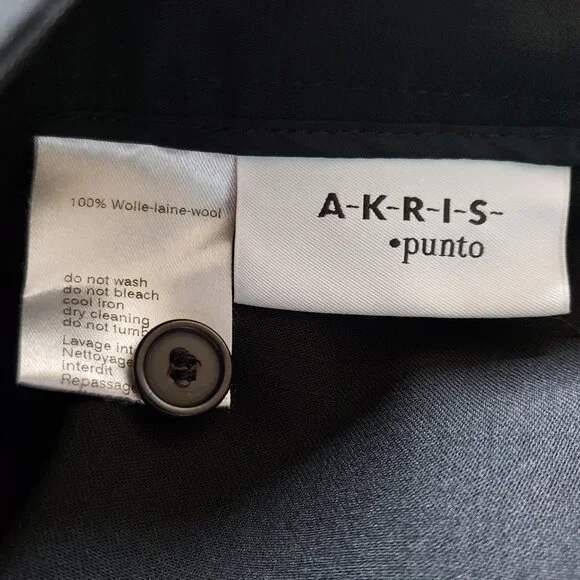 100% Wolle-laine-wool
do not wash
do not bleach
cool iron
dry cleaning
do not tumb
Lavage int
Nettoyage
Interdit
Repassage
A-K-R-I-S-
•punto